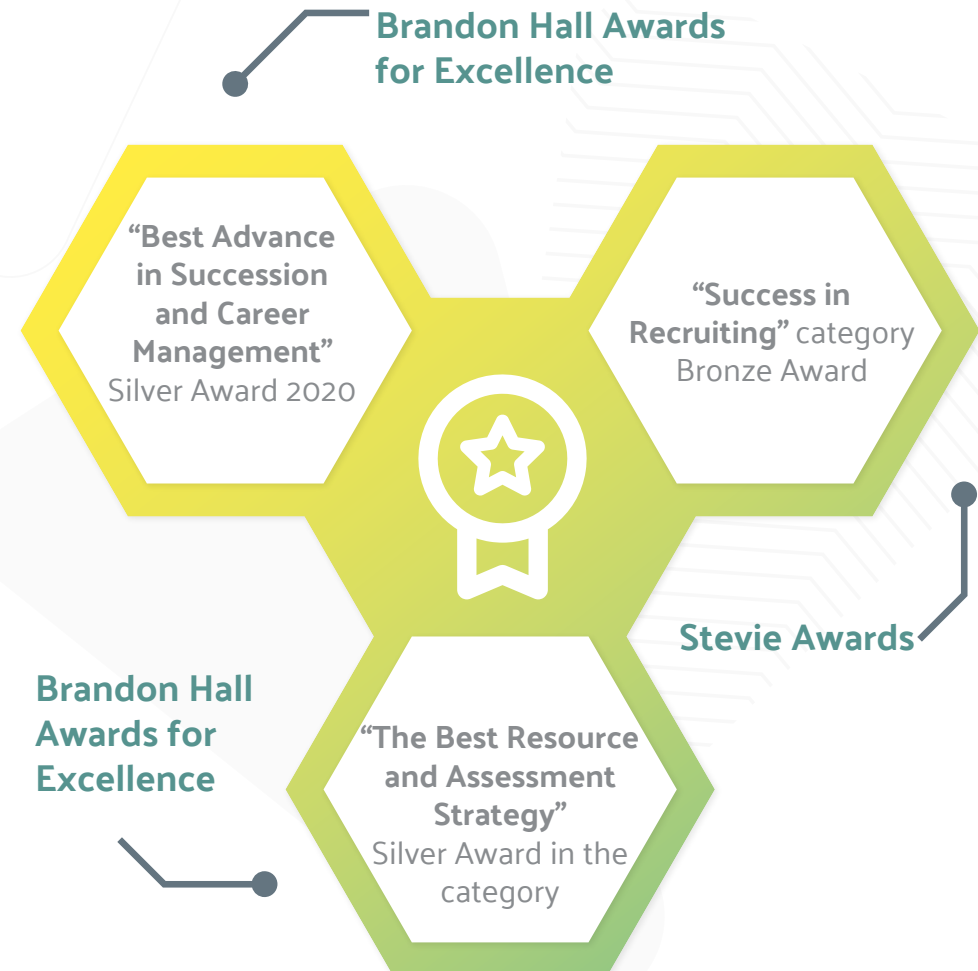 Brandon Hall Awards
for Excellence
“Best Advance
in Succession
and Career
Management”
Silver Award 2020
“Success in
Recruiting” category
Bronze Award
Stevie Awards
Brandon Hall
Awards for
Excellence
“The Best Resource
and Assessment
Strategy”
Silver Award in the
category